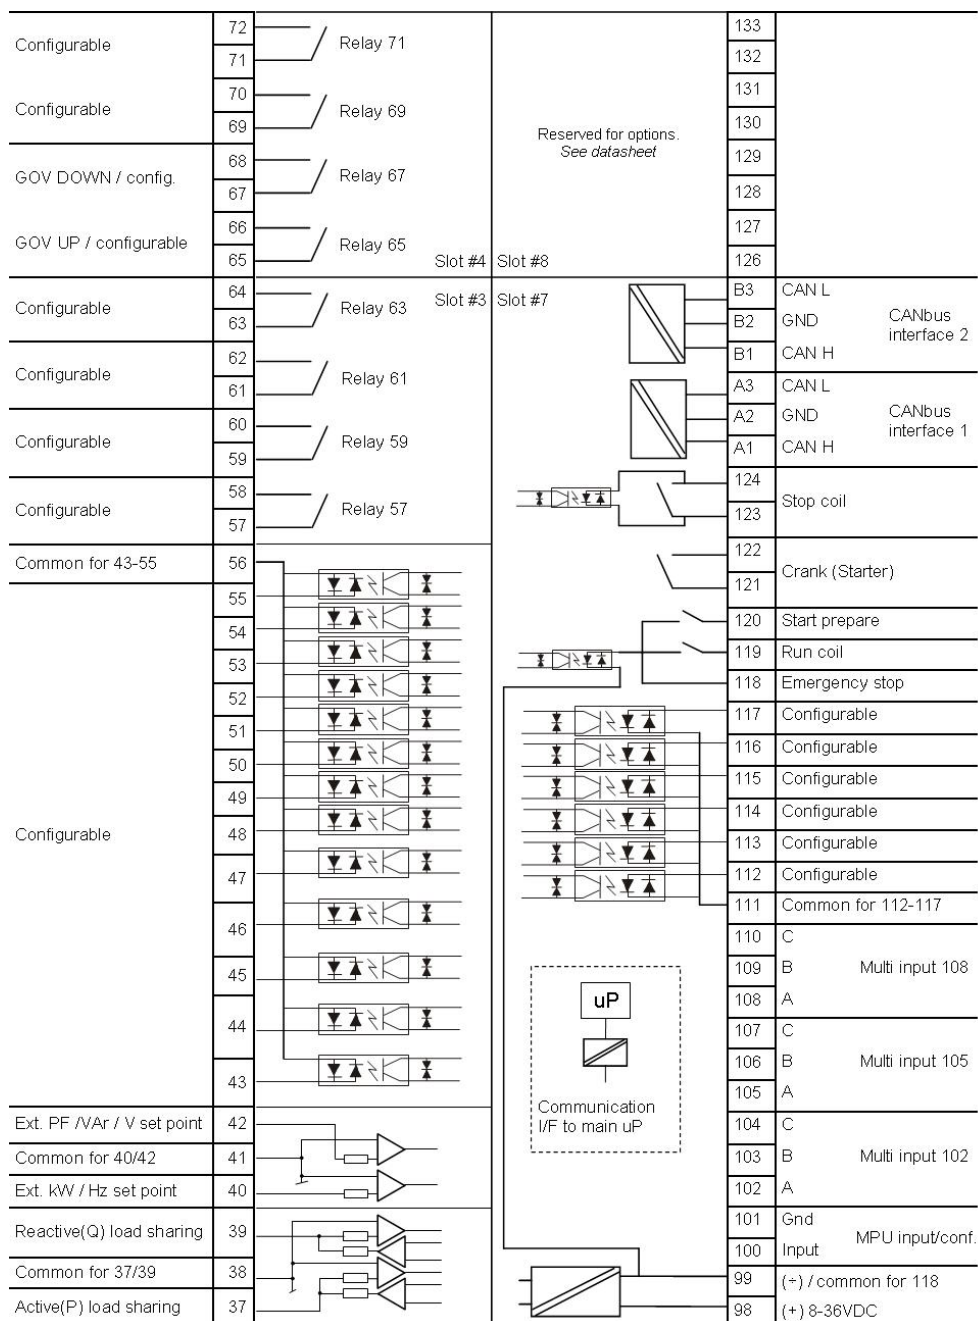 Configurable
72
71
Relay 71
Configurable
70
69
Relay 69
GOV DOWN / config.
68
67
Relay 67
GOV UP / configurable
66
65
Relay 65
Slot #4
Configurable
64
63
Relay 63
Slot #3
Configurable
62
61
Relay 61
Configurable
60
59
Relay 59
Configurable
58
57
Relay 57
Common for 43-55
56
Configurable
55
54
53
52
51
50
49
48
47
46
45
44
43
Ext. PF /VAr / V set point
42
Common for 40/42
41
Ext. kW / Hz set point
40
Reactive(Q) load sharing
39
Common for 37/39
38
Active(P) load sharing
37
Reserved for options.
See datasheet
Slot #8
133
132
131
130
129
128
127
126
Slot #7
B3 CAN L
B2 GND
B1 CAN H
CANbus
interface 2
A3 CAN L
A2 GND
A1 CAN H
CANbus
interface 1
124
123
Stop coil
122
121
Crank (Starter)
120 Start prepare
119 Run coil
118 Emergency stop
117 Configurable
116 Configurable
115 Configurable
114 Configurable
113 Configurable
112 Configurable
111 Common for 112-117
110 C
109 B Multi input 108
108 A
107 C
106 B Multi input 105
105 A
104 C
103 B Multi input 102
102 A
101 Gnd
100 Input
MPU input/conf.
99 (÷) / common for 118
98 (+) 8-36VDC
uP
Communication
I/F to main uP